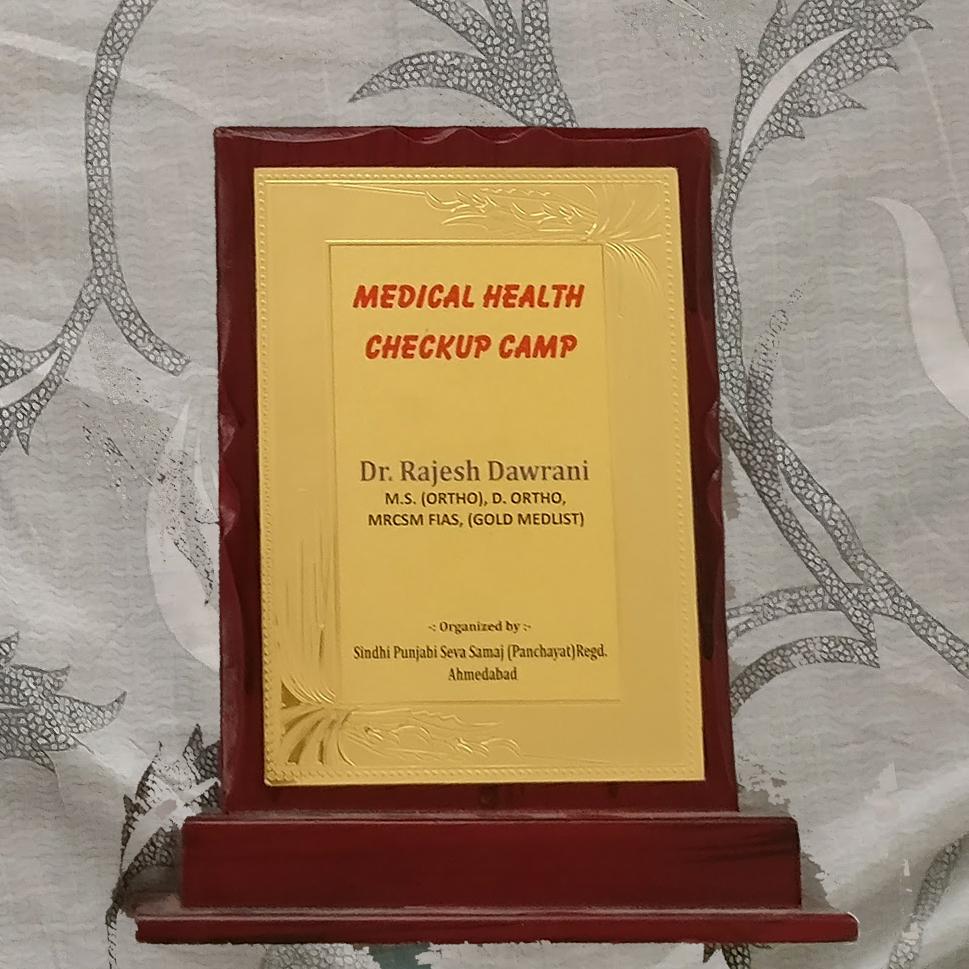 MEDICAL HEALTH
CHECKUP CAMP
Dr. Rajesh Dawrani
M.S. (ORTHO), D. ORTHO,
MRCSM FIAS, (GOLD MEDLIST)
-: Organized by :-
Sindhi Punjabi Seva Samaj (Panchayat)Regd.
Ahmedabad